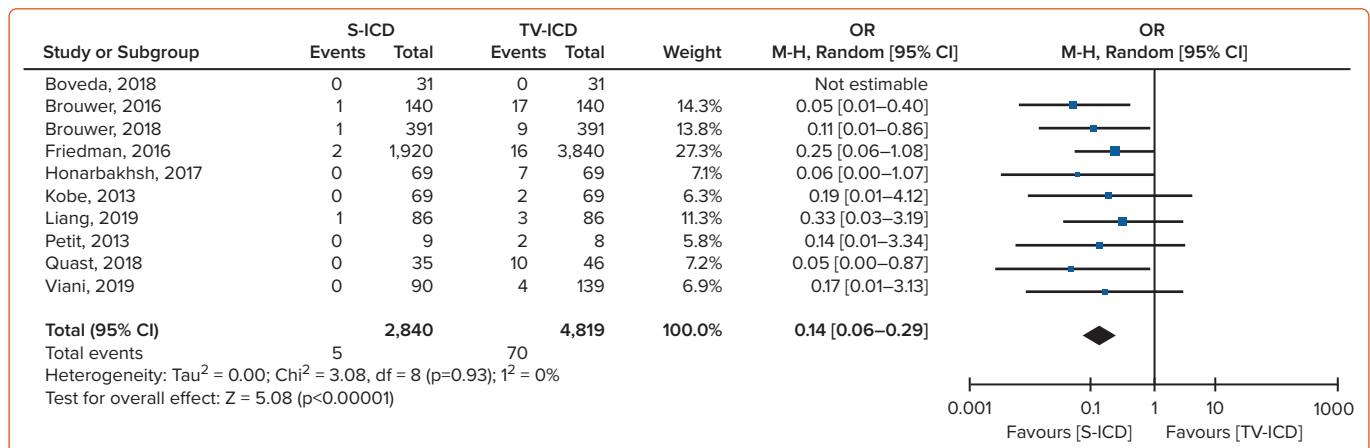 S-ICD TV-ICD OR OR
Study or Subgroup Events Total Events Total Weight M-H, Random [95% CI] M-H, Random [95% CI]
Boveda, 2018 0 31 0 31 Not estimable
Brouwer, 2016 1 140 17 140 14.3% 0.05 [0.01–0.40]
Brouwer, 2018 1 391 9 391 13.8% 0.11 [0.01–0.86]
Friedman, 2016 2 1,920 16 3,840 27.3% 0.25 [0.06–1.08]
Honarbakhsh, 2017 0 69 7 69 7.1% 0.06 [0.00–1.07]
Kobe, 2013 0 69 2 69 6.3% 0.19 [0.01–4.12]
Liang, 2019 1 86 3 86 11.3% 0.33 [0.03–3.19]
Petit, 2013 0 9 2 8 5.8% 0.14 [0.01–3.34]
Quast, 2018 0 35 10 46 7.2% 0.05 [0.00–0.87]
Viani, 2019 0 90 4 139 6.9% 0.17 [0.01–3.13]
Total (95% CI) 2,840 4,819 100.0% 0.14 [0.06–0.29]
Total events 5 70
Heterogeneity: Tau² = 0.00; Chi² = 3.08, df = 8 (p=0.93); 1² = 0%
Test for overall effect: Z = 5.08 (p<0.00001)
0.001 0.1 1 10 1000
Favours [S-ICD] Favours [TV-ICD]